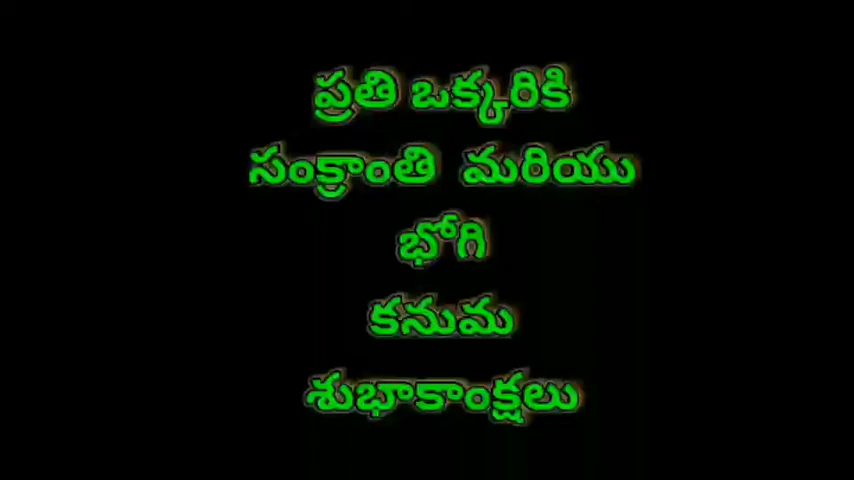 ప్రతి ఒక్కరికి
సంక్రాంతి మరియు
భోగి
కనుమ
శుభాకాంక్షలు